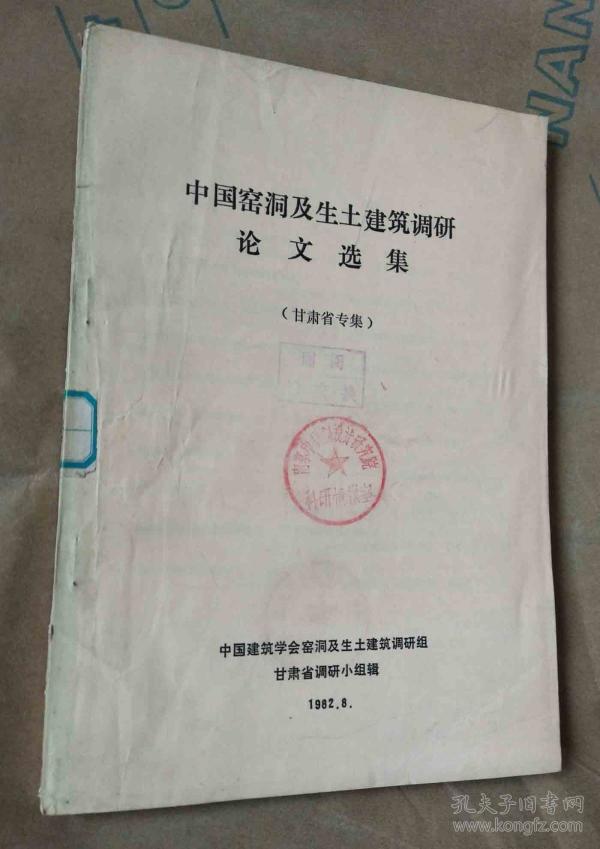 中国窑洞及生土建筑调研
论文选集
(甘肃省专集)
中国建筑学会窑洞及生土建筑调研组
甘肃省调研小组辑
1982.8.
孔夫子旧书网
www.kongfz.com